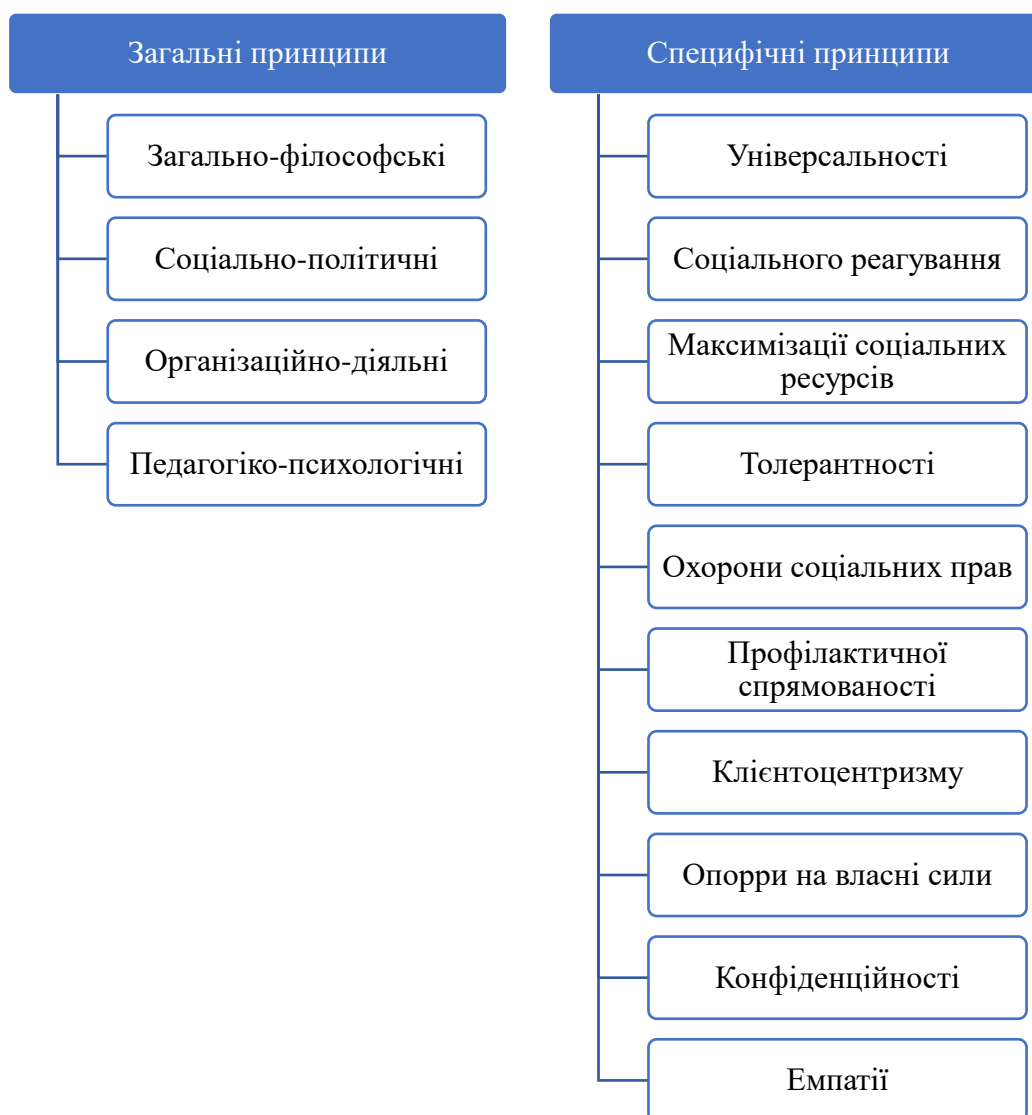 Загальні принципи
Загально-філософські
Соціально-політичні
Організаційно-діяльні
Педагогіко-психологічні
Специфічні принципи
Універсальності
Соціального реагування
Максимізації соціальних
ресурсів
Толерантності
Охорони соціальних прав
Профілактичної
спрямованості
Клієнтоцентризму
Опорри на власні сили
Конфіденційності
Емпатії